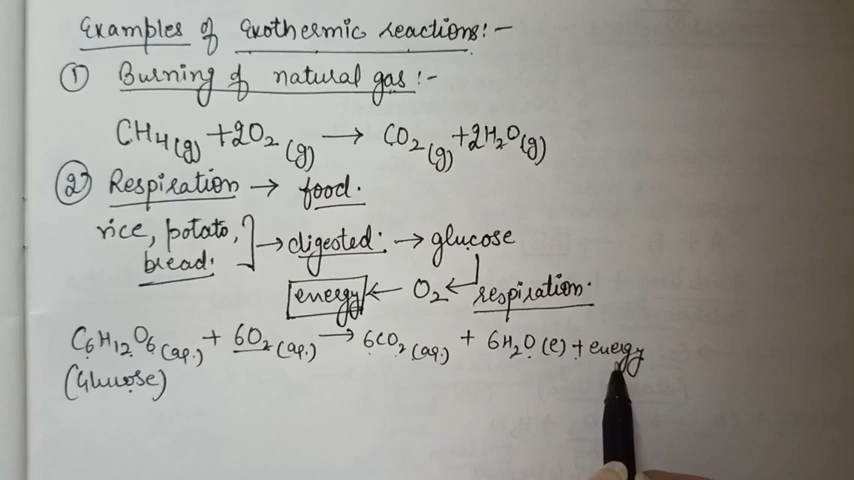 Examples of Exothermic reactions:-
① Burning of natural gas:-
CH4(g) + 2O2(g) → CO2(g) + 2H2O(g)
② Respiration → food.
rice, potato, bread.] → digested: → glucose
energy ← O2 ← respiration.
C6H12O6(aq.) + 6O2(aq.) → 6CO2(aq.) + 6H2O(l) + energy
(Glucose)